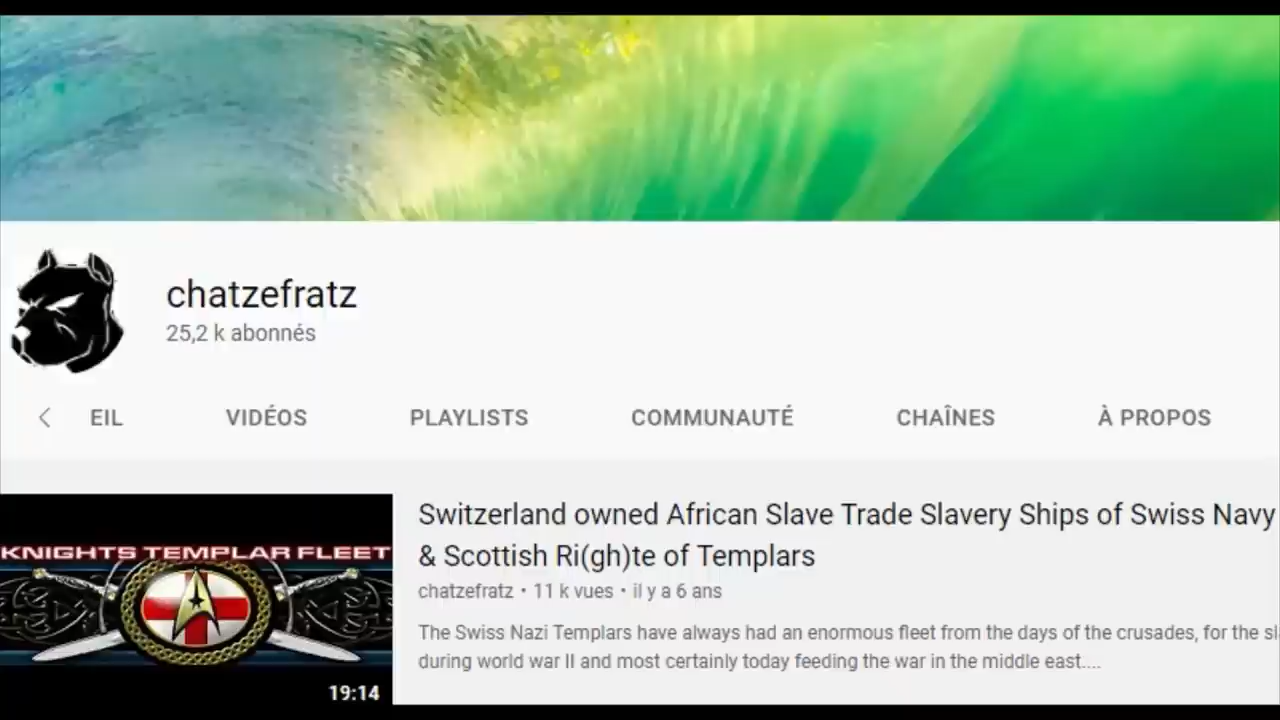 chatzefratz
25,2 k abonnés
EIL VIDÉOS PLAYLISTS COMMUNAUTÉ CHAÎNES À PROPOS
KNIGHTS TEMPLAR FLEET
19:14
Switzerland owned African Slave Trade Slavery Ships of Swiss Navy
& Scottish Ri(gh)te of Templars
chatzefratz • 11 k vues • il y a 6 ans
The Swiss Nazi Templars have always had an enormous fleet from the days of the crusades, for the
during world war II and most certainly today feeding the war in the middle east....